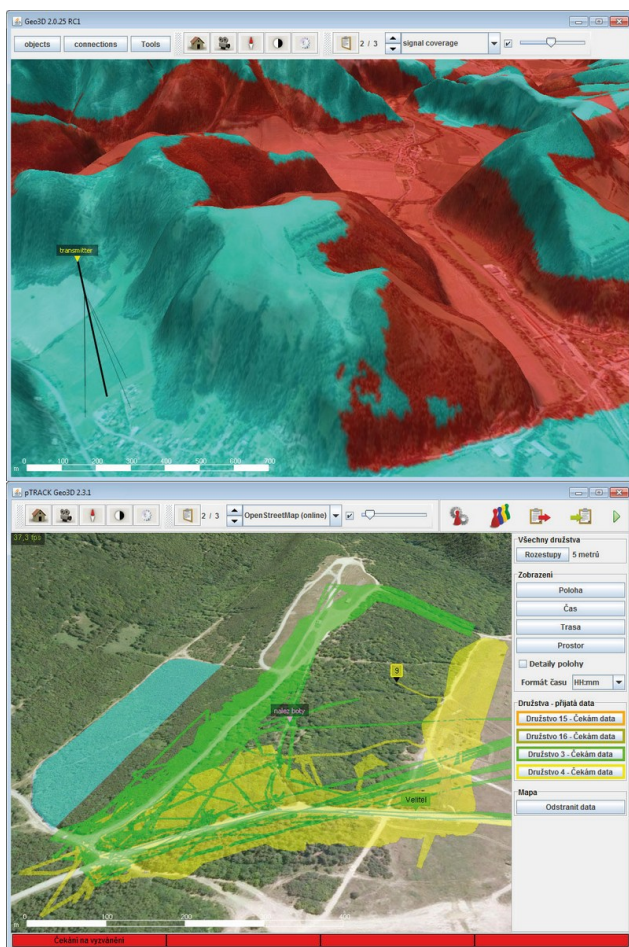 Geo3D 2.0.25 RC1
objects connections Tools 2 / 3 signal coverage
transmitter
0 100 200 300 400 500 600 700
m
pTRACK Geo3D 2.3.1
2 / 3 OpenStreetMap (online)
37,3 fps
Všechny družstva
Rozestupy 5 metrů
Zobrazení
Poloha
Čas
Trasa
Prostor
Detaily polohy
Formát času HH:mm
Družstva - přijatá data
Družstvo 15 - Čekám data
Družstvo 16 - Čekám data
Družstvo 3 - Čekám data
Družstvo 4 - Čekám data
Mapa
Odstranit data
9
nalez boty
Velitel
0 100 200 400
m
Čekání na vyzvánění